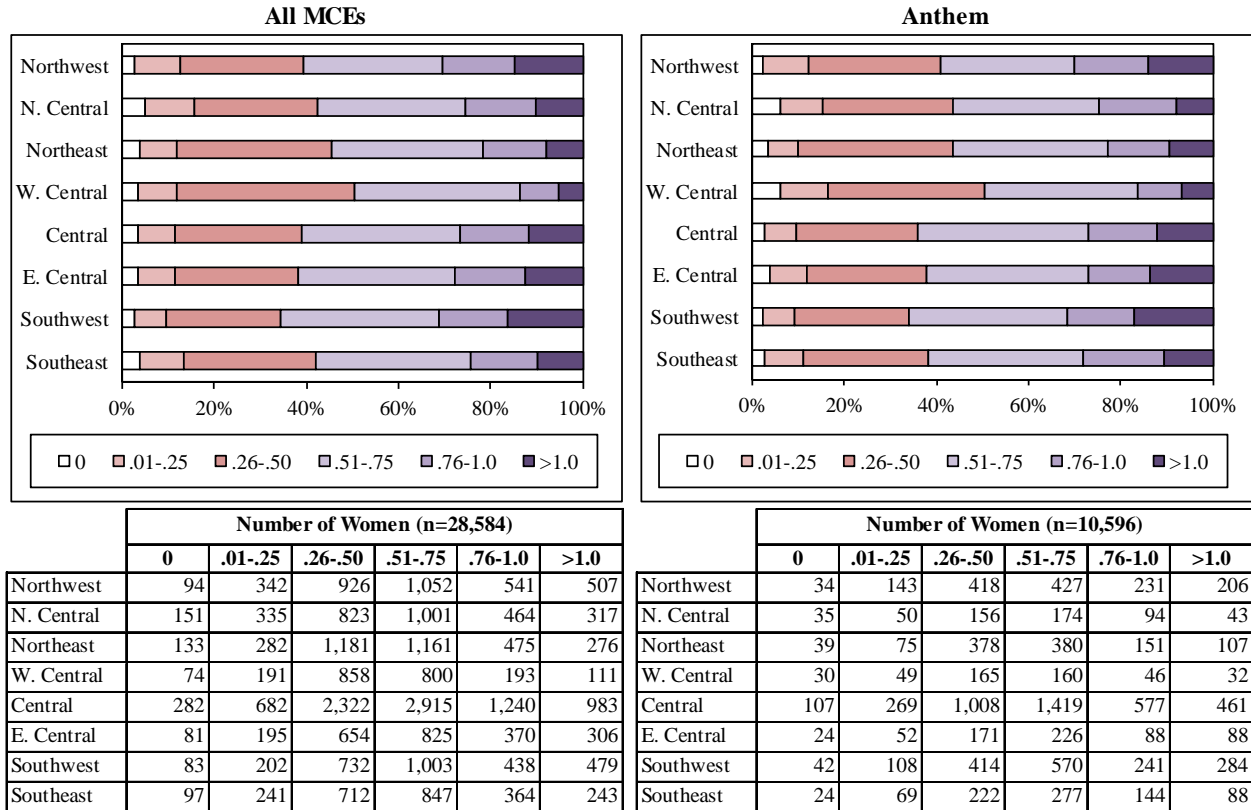 All MCEs
Northwest
N. Central
Northeast
W. Central
Central
E. Central
Southwest
Southeast
0% 20% 40% 60% 80% 100%
0 .01-.25 .26-.50 .51-.75 .76-1.0 >1.0
Number of Women (n=28,584)
0 .01-.25 .26-.50 .51-.75 .76-1.0 >1.0
Northwest 94 342 926 1,052 541 507
N. Central 151 335 823 1,001 464 317
Northeast 133 282 1,181 1,161 475 276
W. Central 74 191 858 800 193 111
Central 282 682 2,322 2,915 1,240 983
E. Central 81 195 654 825 370 306
Southwest 83 202 732 1,003 438 479
Southeast 97 241 712 847 364 243
Anthem
Northwest
N. Central
Northeast
W. Central
Central
E. Central
Southwest
Southeast
0% 20% 40% 60% 80% 100%
0 .01-.25 .26-.50 .51-.75 .76-1.0 >1.0
Number of Women (n=10,596)
0 .01-.25 .26-.50 .51-.75 .76-1.0 >1.0
Northwest 34 143 418 427 231 206
N. Central 35 50 156 174 94 43
Northeast 39 75 378 380 151 107
W. Central 30 49 165 160 46 32
Central 107 269 1,008 1,419 577 461
E. Central 24 52 171 226 88 88
Southwest 42 108 414 570 241 284
Southeast 24 69 222 277 144 88